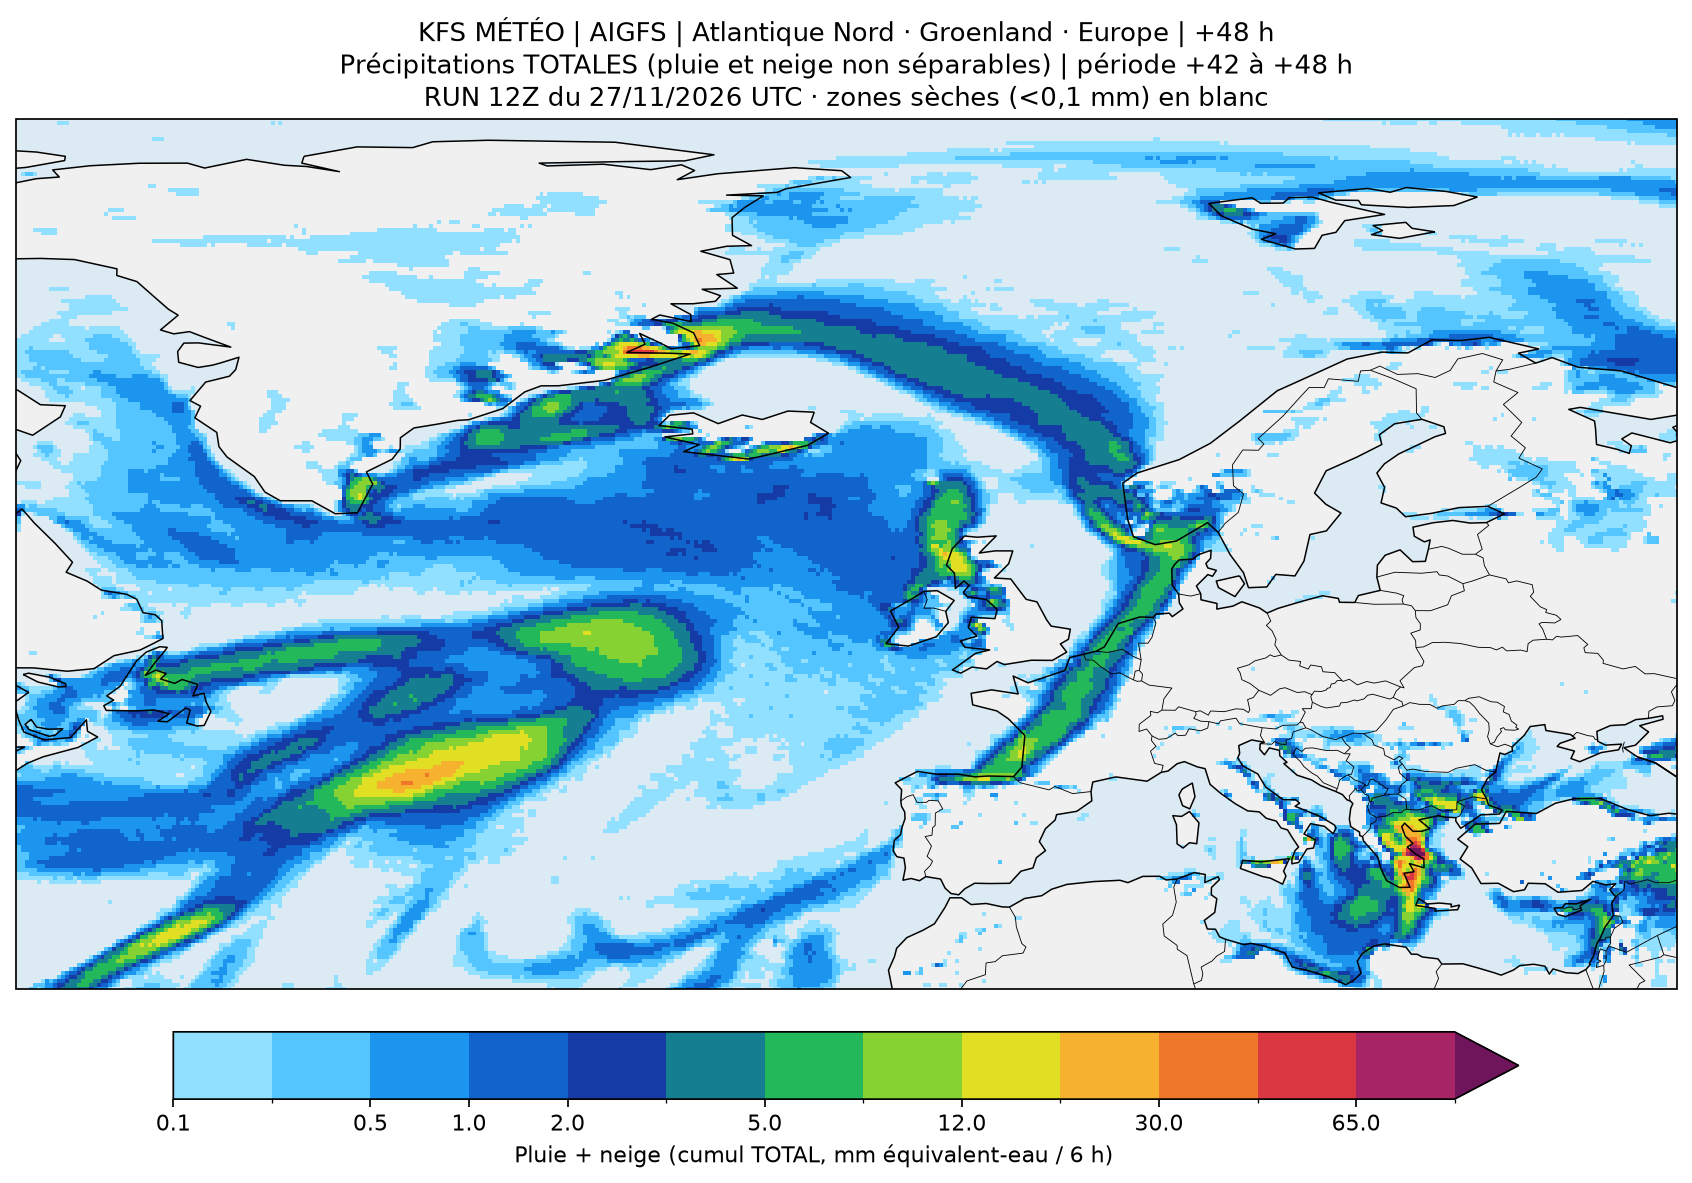 KFS MÉTÉO | AIGFS | Atlantique Nord · Groenland · Europe | +48 h
Précipitations TOTALES (pluie et neige non séparables) | période +42 à +48 h
RUN 12Z du 27/11/2026 UTC · zones sèches (<0,1 mm) en blanc
0.1 0.5 1.0 2.0 5.0 12.0 30.0 65.0
Pluie + neige (cumul TOTAL, mm équivalent-eau / 6 h)